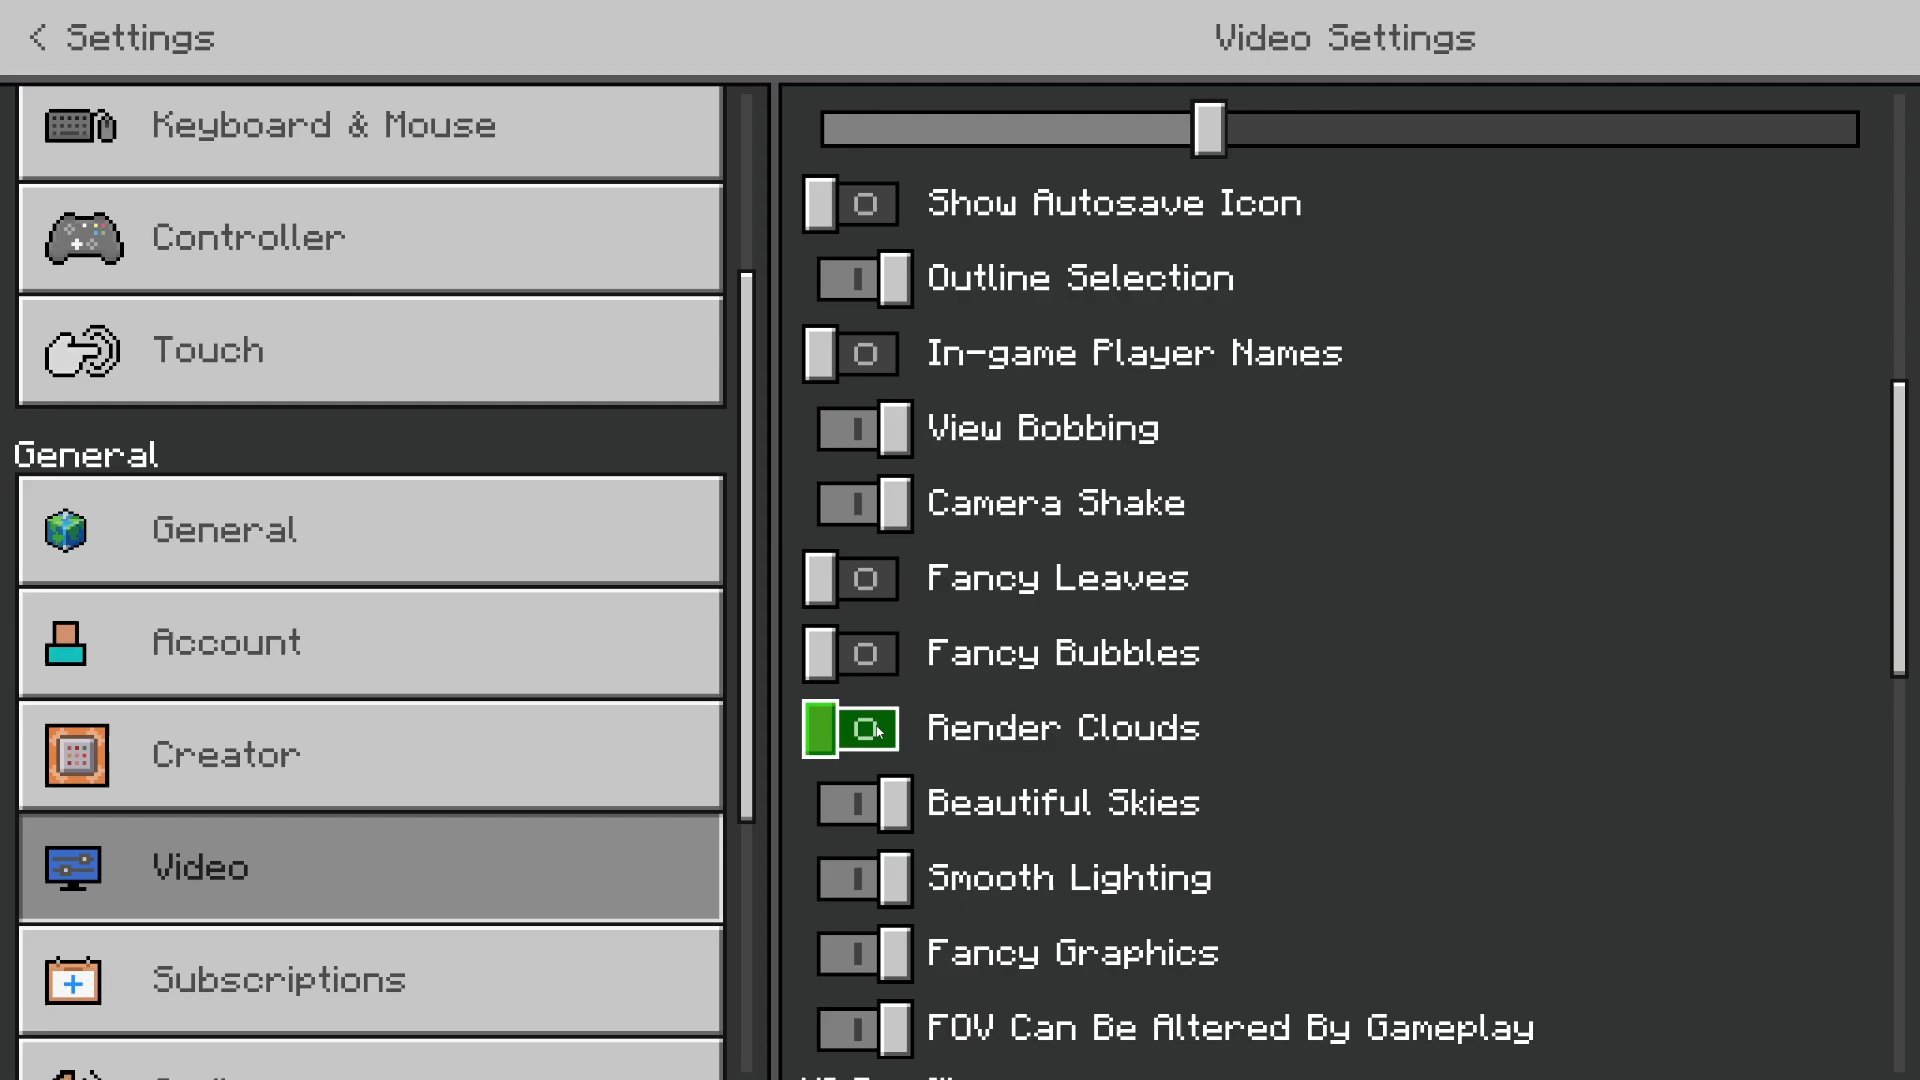 Settings
Video Settings
Keyboard & Mouse
Controller
Touch
General
General
Account
Creator
Video
Subscriptions
Show Autosave Icon
Outline Selection
In-game Player Names
View Bobbing
Camera Shake
Fancy Leaves
Fancy Bubbles
Render Clouds
Beautiful Skies
Smooth Lighting
Fancy Graphics
FOV Can Be Altered By Gameplay